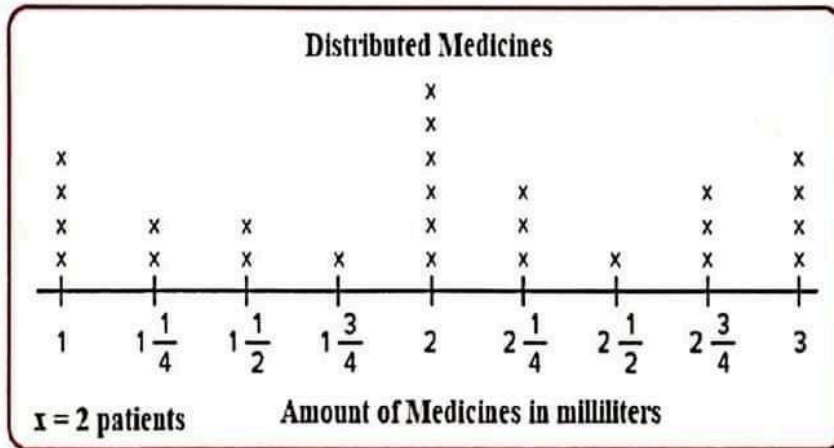 Distributed Medicines
x
x
x x x
x x x x x
x x x x x x x
x x x x x x x x x
1 1 1/4 1 1/2 1 3/4 2 2 1/4 2 1/2 2 3/4 3
x = 2 patients Amount of Medicines in milliliters